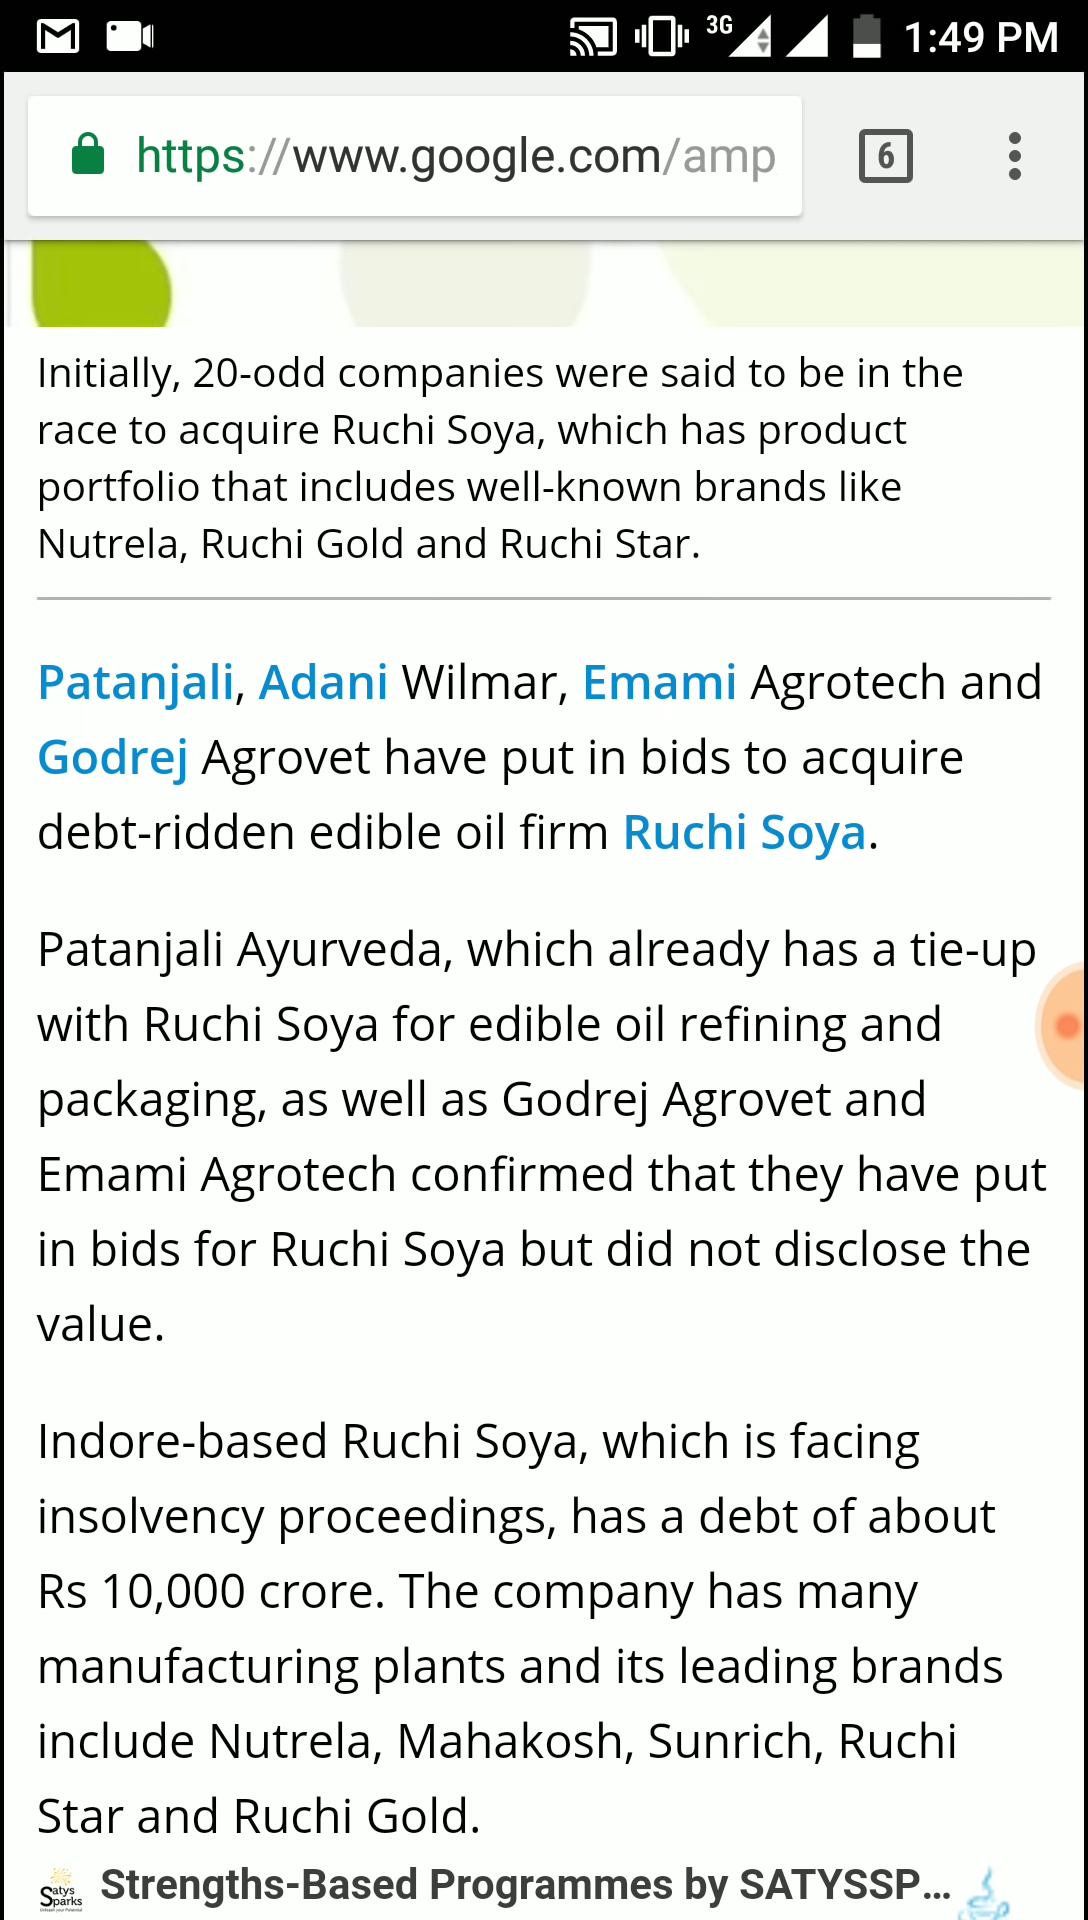 3G 1:49 PM
https://www.google.com/amp
6
Initially, 20-odd companies were said to be in the
race to acquire Ruchi Soya, which has product
portfolio that includes well-known brands like
Nutrela, Ruchi Gold and Ruchi Star.
Patanjali, Adani Wilmar, Emami Agrotech and
Godrej Agrovet have put in bids to acquire
debt-ridden edible oil firm Ruchi Soya.
Patanjali Ayurveda, which already has a tie-up
with Ruchi Soya for edible oil refining and
packaging, as well as Godrej Agrovet and
Emami Agrotech confirmed that they have put
in bids for Ruchi Soya but did not disclose the
value.
Indore-based Ruchi Soya, which is facing
insolvency proceedings, has a debt of about
Rs 10,000 crore. The company has many
manufacturing plants and its leading brands
include Nutrela, Mahakosh, Sunrich, Ruchi
Star and Ruchi Gold.
Satys
Sparks
Strengths-Based Programmes by SATYSSP...